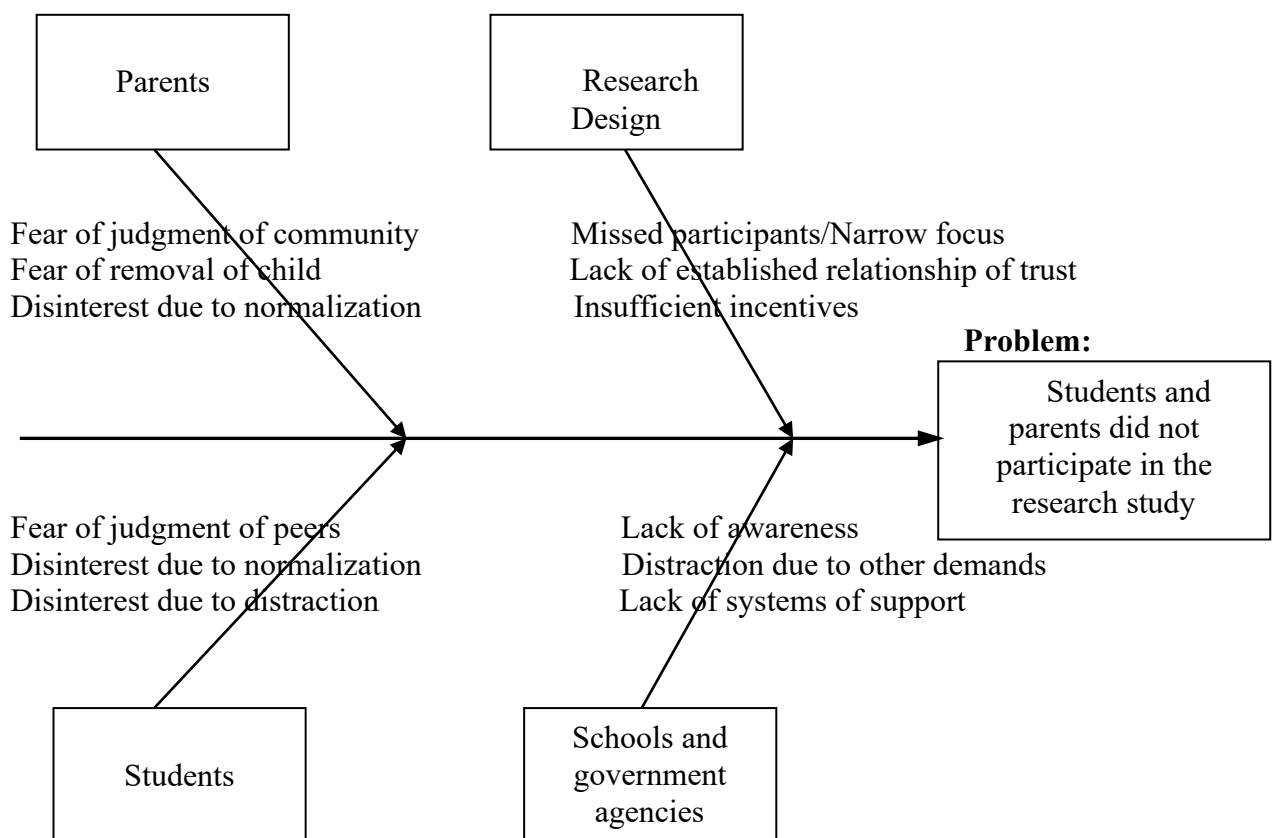 Parents
Research
Design
Fear of judgment of community
Fear of removal of child
Disinterest due to normalization
Missed participants/Narrow focus
Lack of established relationship of trust
Insufficient incentives
Problem:
Students and
parents did not
participate in the
research study
Fear of judgment of peers
Disinterest due to normalization
Disinterest due to distraction
Lack of awareness
Distraction due to other demands
Lack of systems of support
Students
Schools and
government
agencies